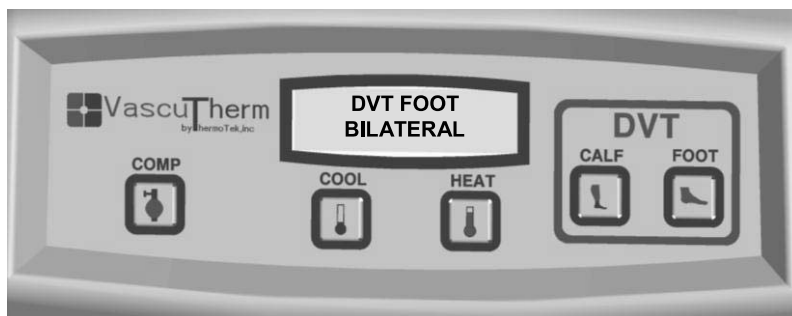 VascuTherm
by ThermoTek, Inc
DVT FOOT
BILATERAL
COMP
COOL
HEAT
DVT
CALF
FOOT